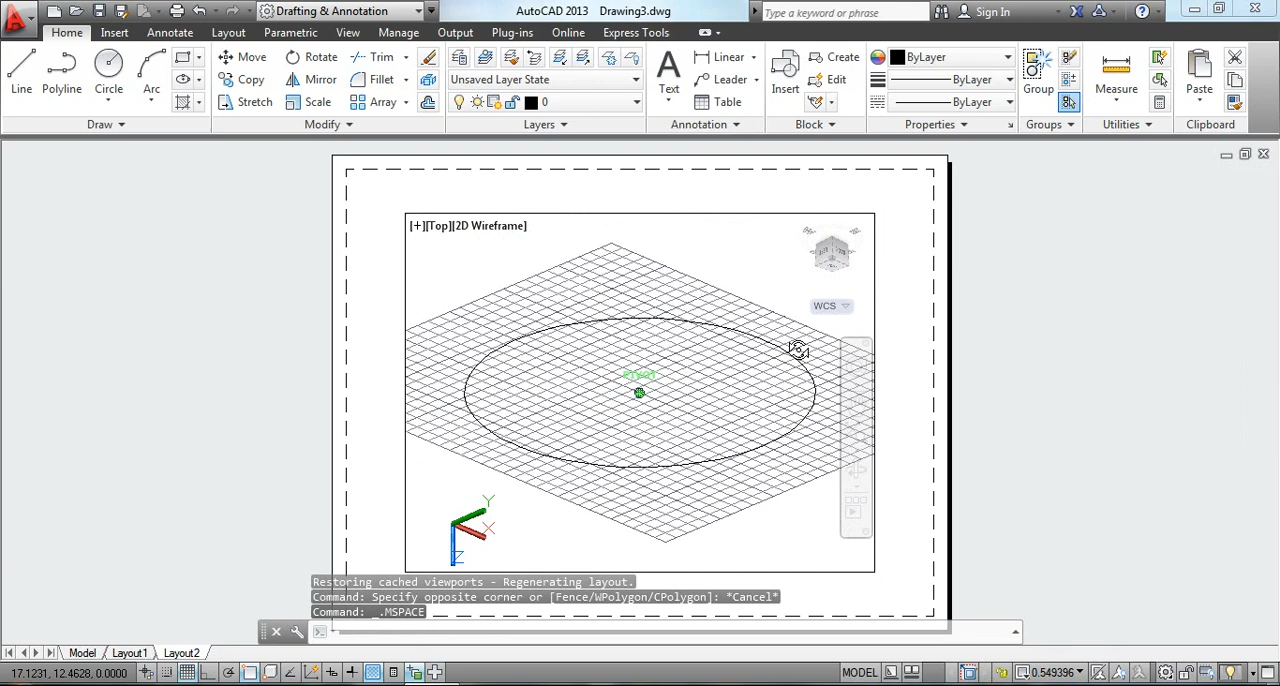 Drafting & Annotation
AutoCAD 2013 Drawing3.dwg
Type a keyword or phrase
Sign In
Home Insert Annotate Layout Parametric View Manage Output Plug-ins Online Express Tools
Line Polyline Circle Arc
Move Rotate Trim
Copy Mirror Fillet
Stretch Scale Array
Unsaved Layer State
0
Text
Linear
Leader
Table
Insert
Create
Edit
ByLayer
ByLayer
ByLayer
Group
Measure
Paste
Draw Modify Layers Annotation Block Properties Groups Utilities Clipboard
[+][Top][2D Wireframe]
WCS
PIVOT
Y
X
Z
Restoring cached viewports - Regenerating layout.
Command: Specify opposite corner or [Fence/WPolygon/CPolygon]: *Cancel*
Command: _.MSPACE
Model Layout1 Layout2
17.1231, 12.4628, 0.0000
MODEL
0.549396